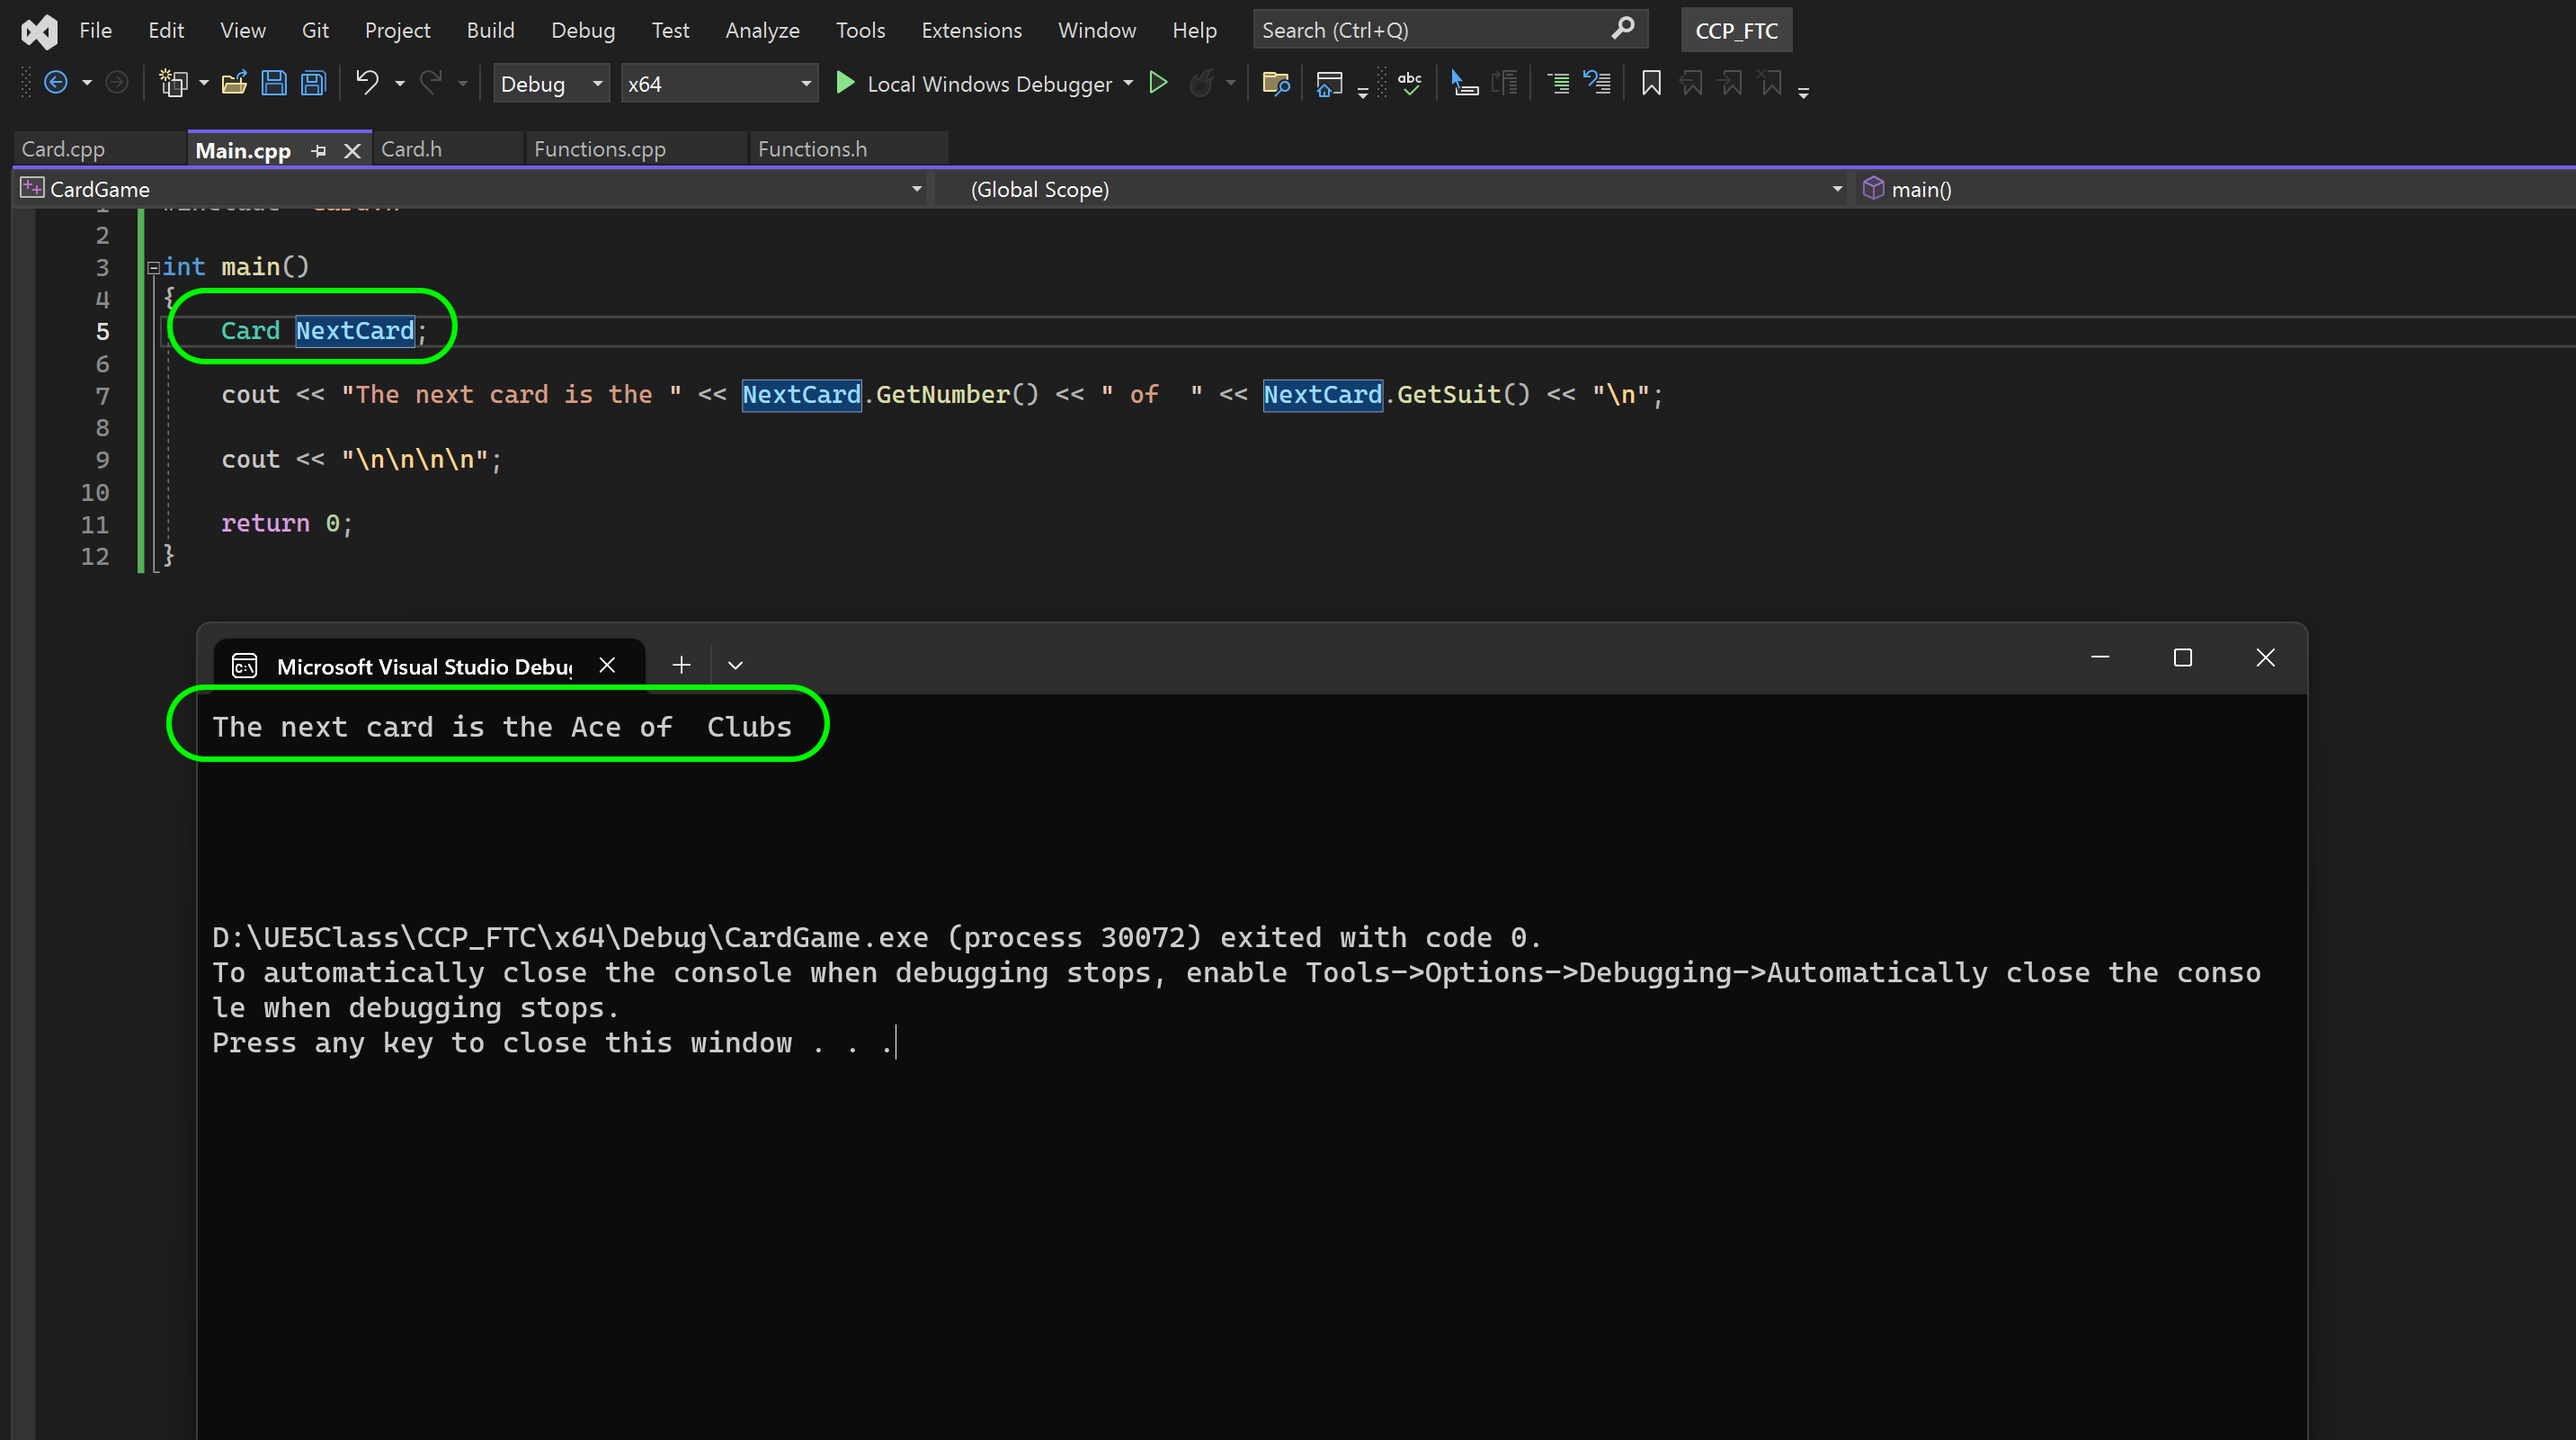 File Edit View Git Project Build Debug Test Analyze Tools Extensions Window Help Search (Ctrl+Q) CCP_FTC
Debug x64 Local Windows Debugger abc
Card.cpp Main.cpp Card.h Functions.cpp Functions.h
CardGame (Global Scope) main()
1
2
3 int main()
4 {
5 Card NextCard;
6
7 cout << "The next card is the " << NextCard.GetNumber() << " of  " << NextCard.GetSuit() << "\n";
8
9 cout << "\n\n\n\n";
10
11 return 0;
12 }
Microsoft Visual Studio Debu
The next card is the Ace of  Clubs
D:\UE5Class\CCP_FTC\x64\Debug\CardGame.exe (process 30072) exited with code 0.
To automatically close the console when debugging stops, enable Tools->Options->Debugging->Automatically close the conso
le when debugging stops.
Press any key to close this window . . .